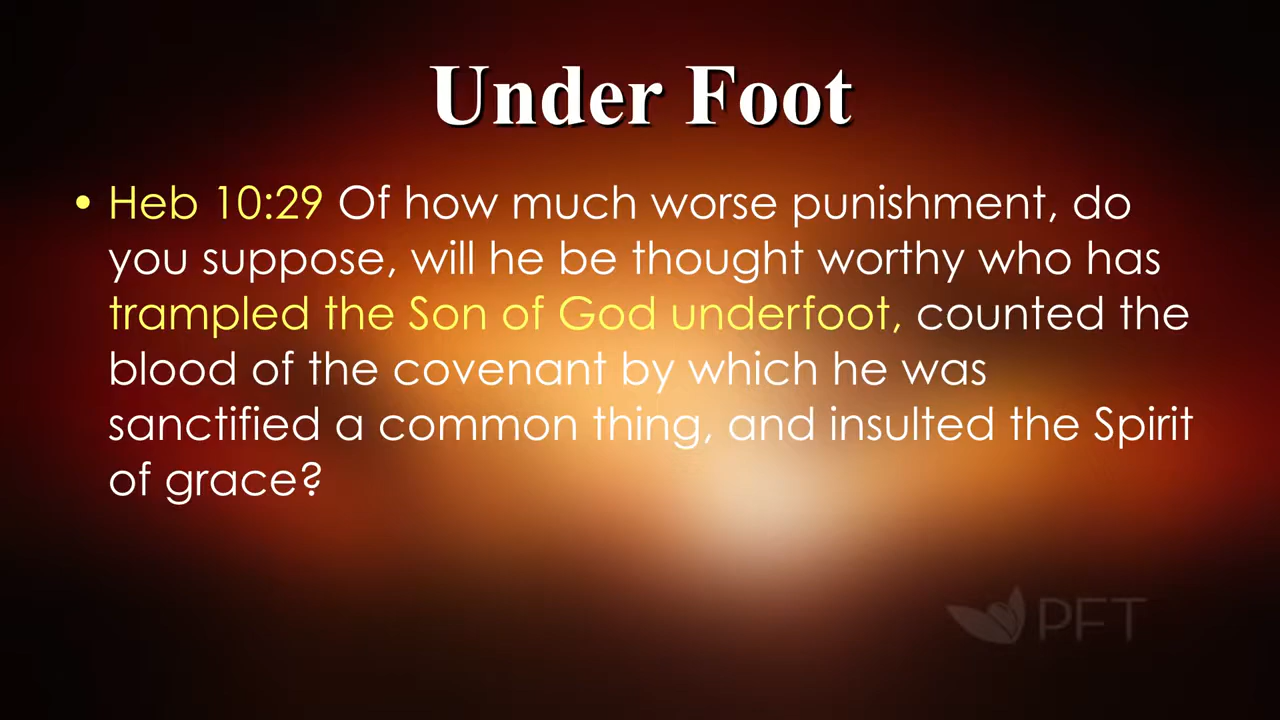 Under Foot
• Heb 10:29 Of how much worse punishment, do
you suppose, will he be thought worthy who has
trampled the Son of God underfoot, counted the
blood of the covenant by which he was
sanctified a common thing, and insulted the Spirit
of grace?
PFT